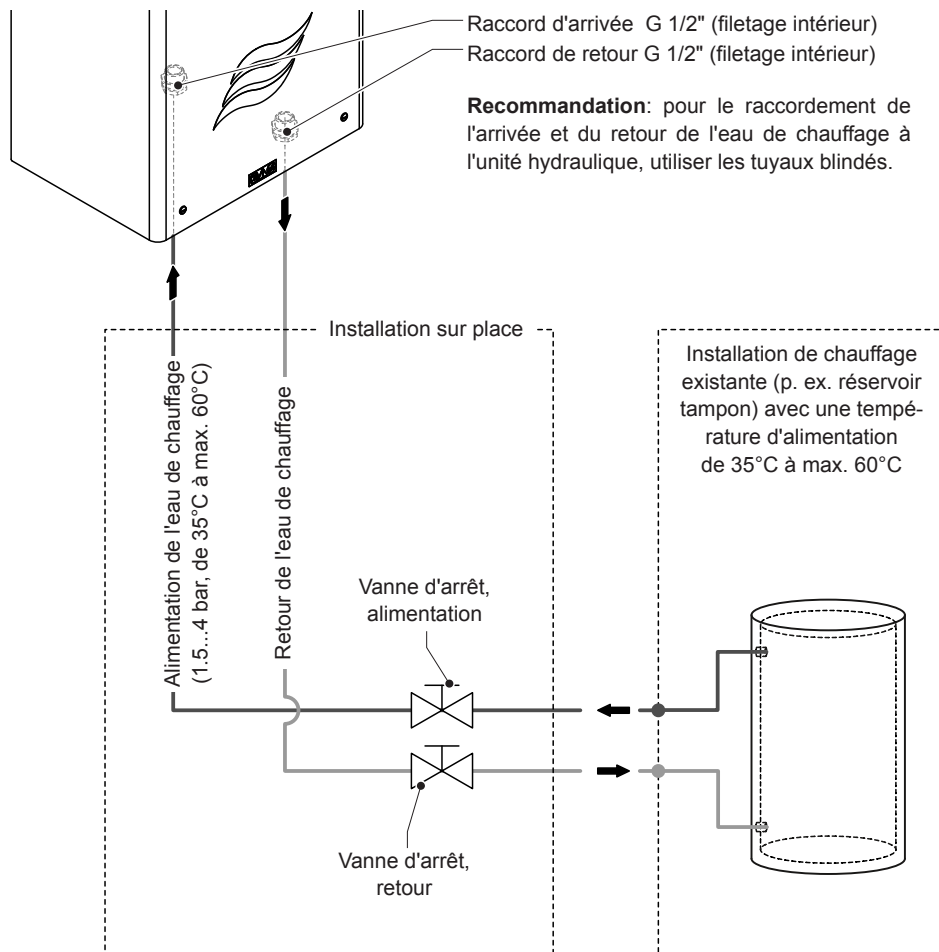 Raccord d'arrivée G 1/2" (filetage intérieur)
Raccord de retour G 1/2" (filetage intérieur)
Recommandation: pour le raccordement de
l'arrivée et du retour de l'eau de chauffage à
l'unité hydraulique, utiliser les tuyaux blindés.
Installation sur place
Installation de chauffage
existante (p. ex. réservoir
tampon) avec une tempé-
rature d'alimentation
de 35°C à max. 60°C
Alimentation de l'eau de chauffage
(1.5...4 bar, de 35°C à max. 60°C)
Retour de l'eau de chauffage
Vanne d'arrêt,
alimentation
Vanne d'arrêt,
retour